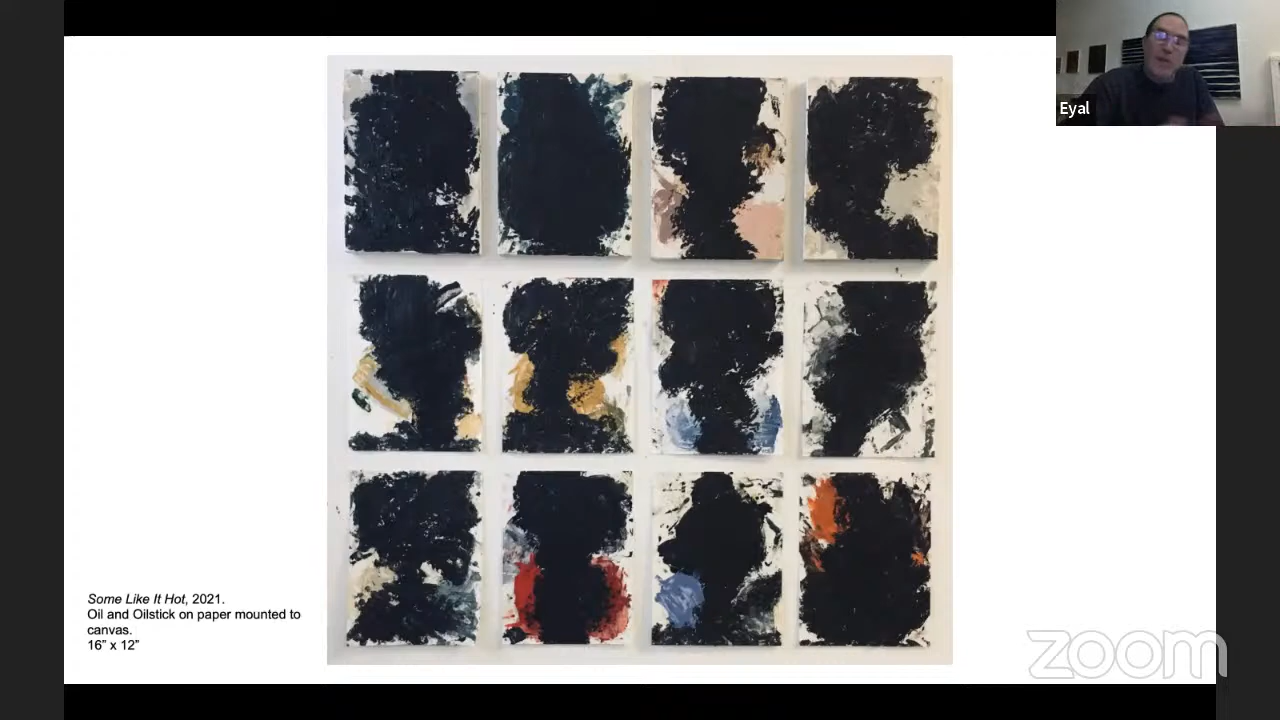 Eyal
Some Like It Hot, 2021.
Oil and Oilstick on paper mounted to
canvas.
16” x 12”
zoom